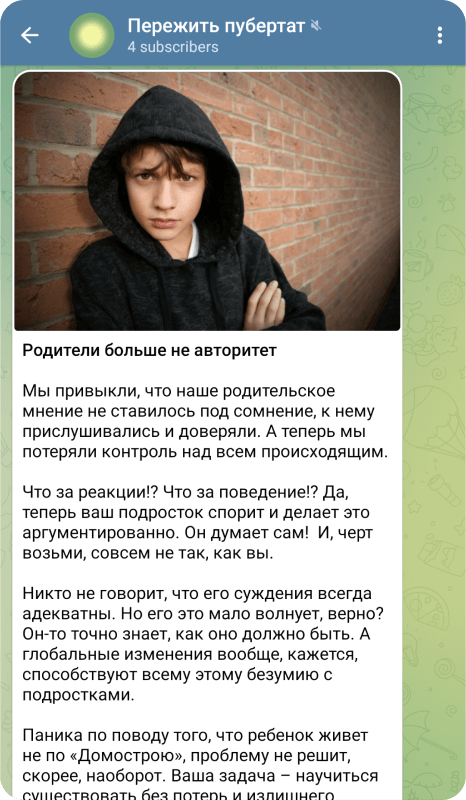 Пережить пубертат
4 subscribers
Родители больше не авторитет
Мы привыкли, что наше родительское
мнение не ставилось под сомнение, к нему
прислушивались и доверяли. А теперь мы
потеряли контроль над всем происходящим.
Что за реакции!? Что за поведение!? Да,
теперь ваш подросток спорит и делает это
аргументированно. Он думает сам!  И, черт
возьми, совсем не так, как вы.
Никто не говорит, что его суждения всегда
адекватны. Но его это мало волнует, верно?
Он-то точно знает, как оно должно быть. А
глобальные изменения вообще, кажется,
способствуют всему этому безумию с
подростками.
Паника по поводу того, что ребенок живет
не по «Домострою», проблему не решит,
скорее, наоборот. Ваша задача – научиться
существовать без потерь и излишнего